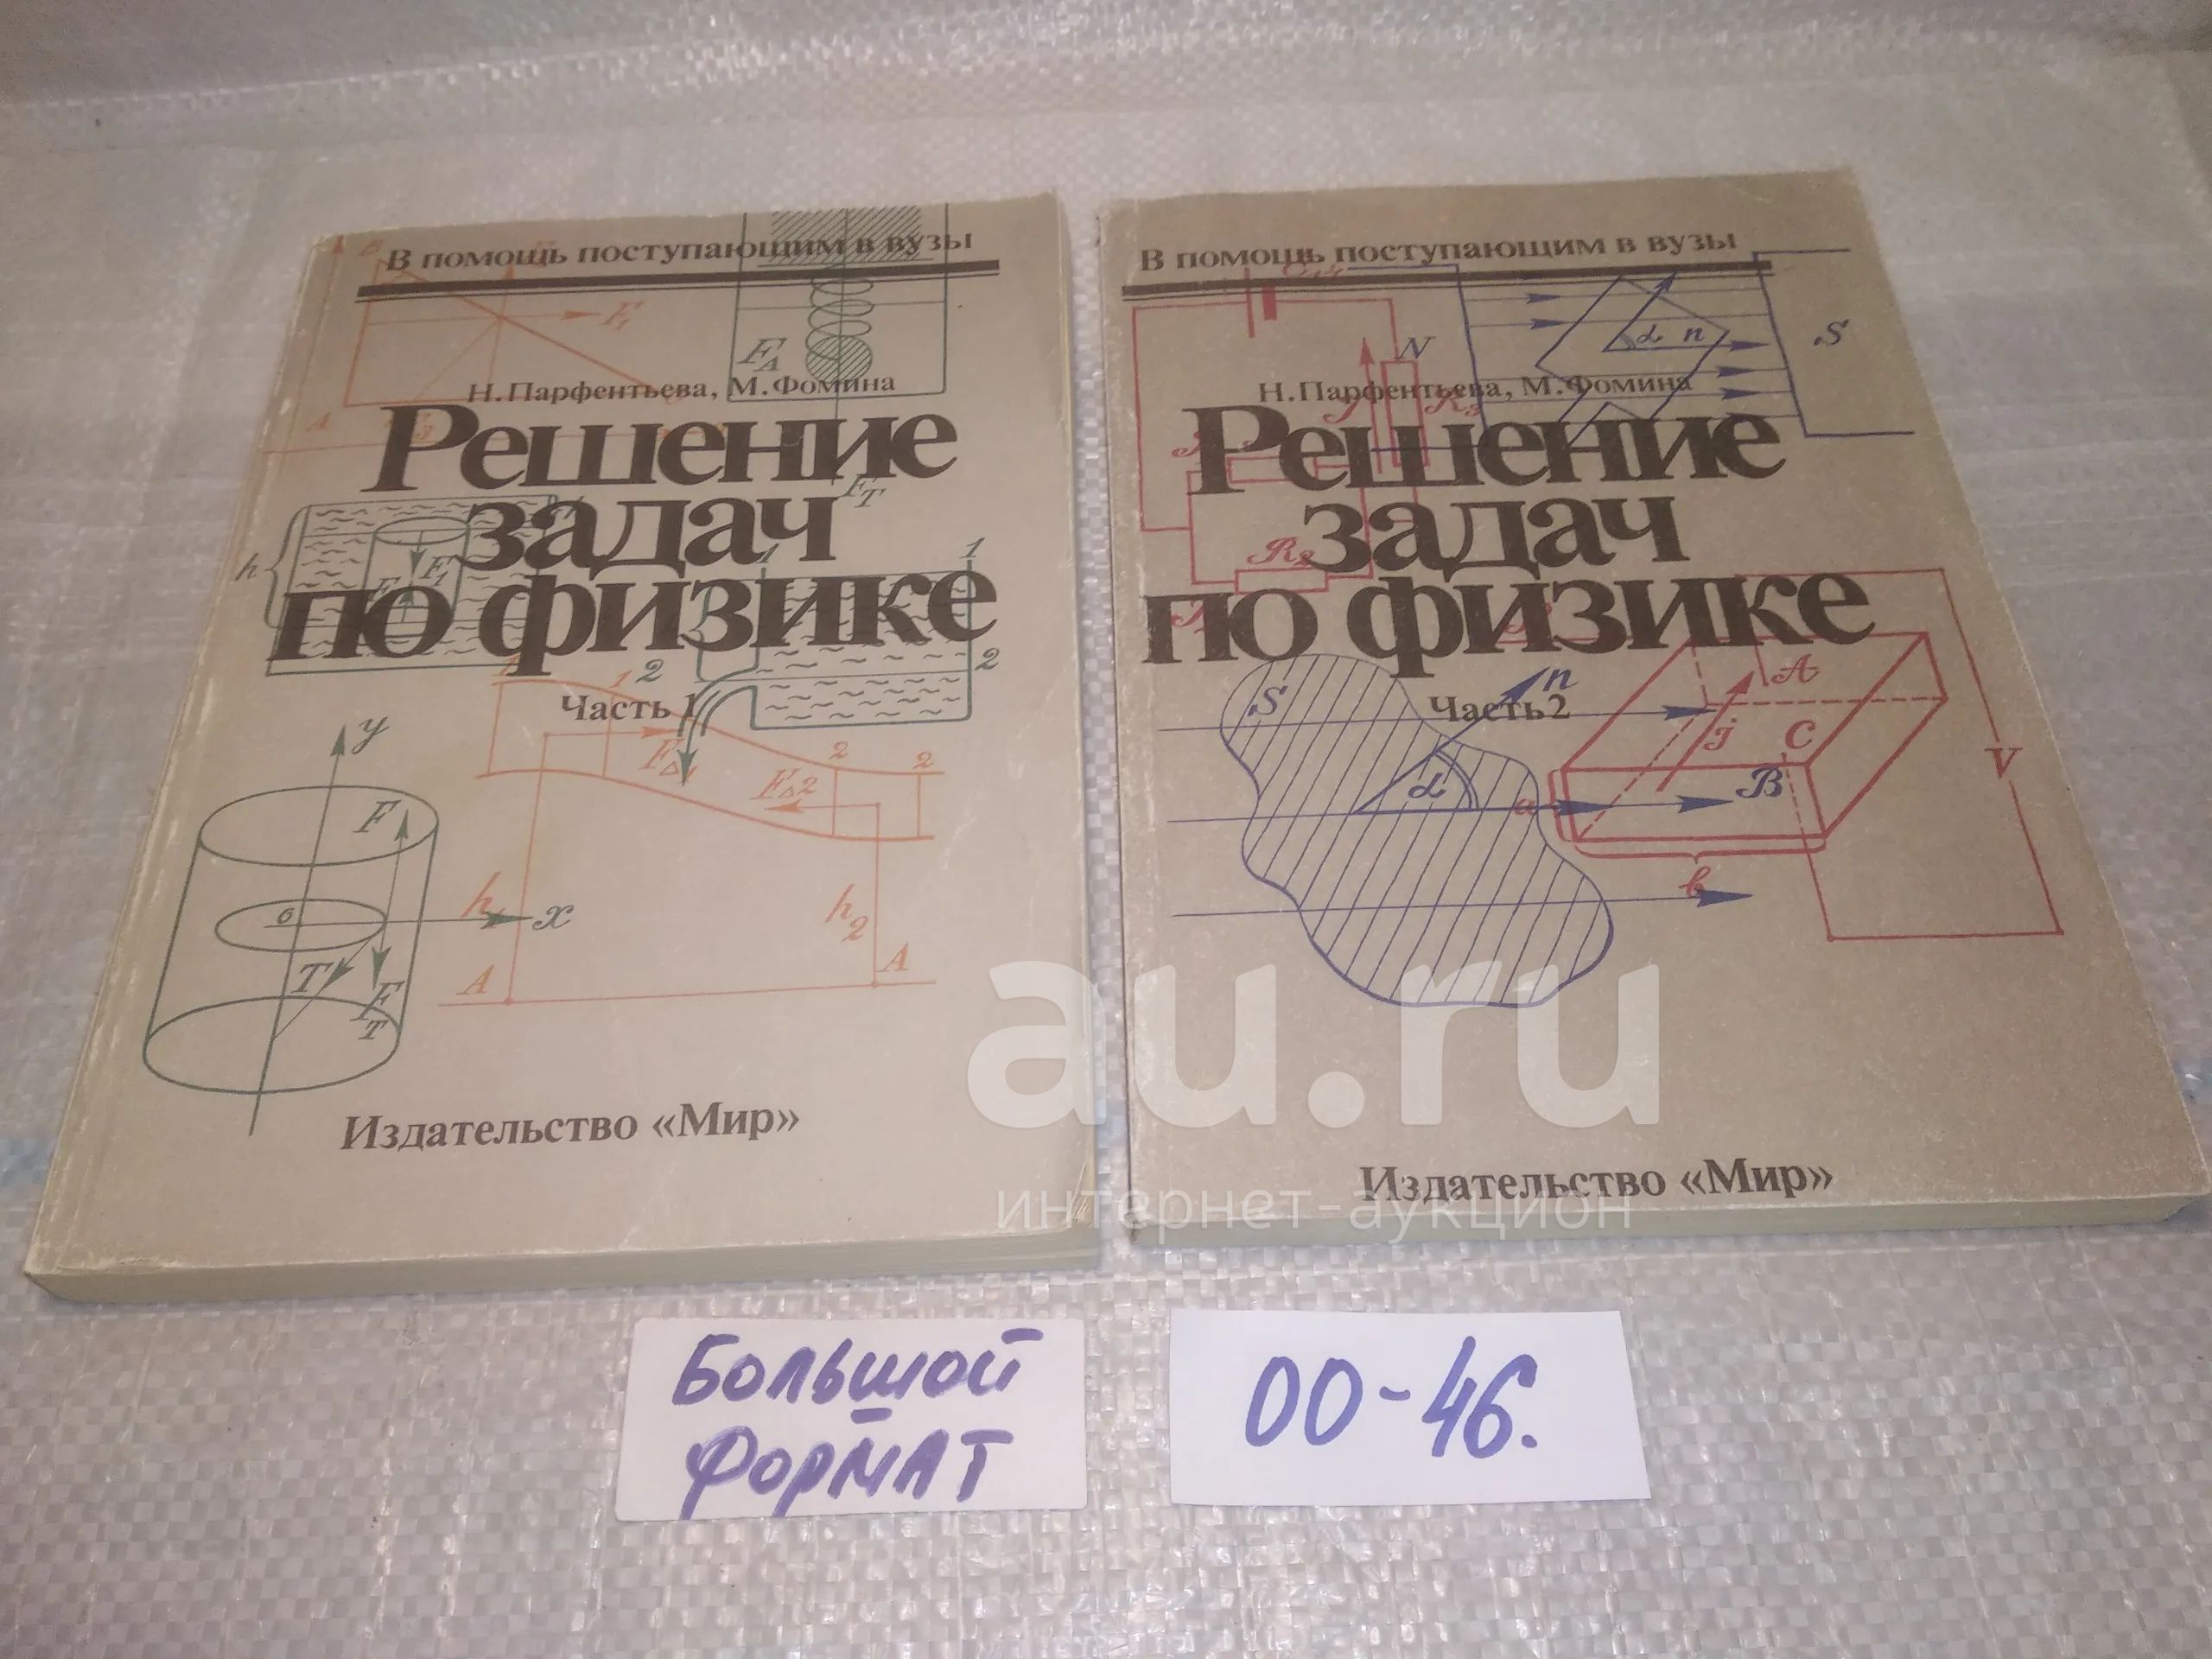 В помощь поступающим в вузы
Н.Парфентьева, М.Фомина
Решение
задач
по физике
Часть 1
Издательство «Мир»
В помощь поступающим в вузы
Н.Парфентьева, М.Фомина
Решение
задач
по физике
Часть 2
Издательство «Мир»
au.ru
интернет-аукцион
Большой
формат
00-46.